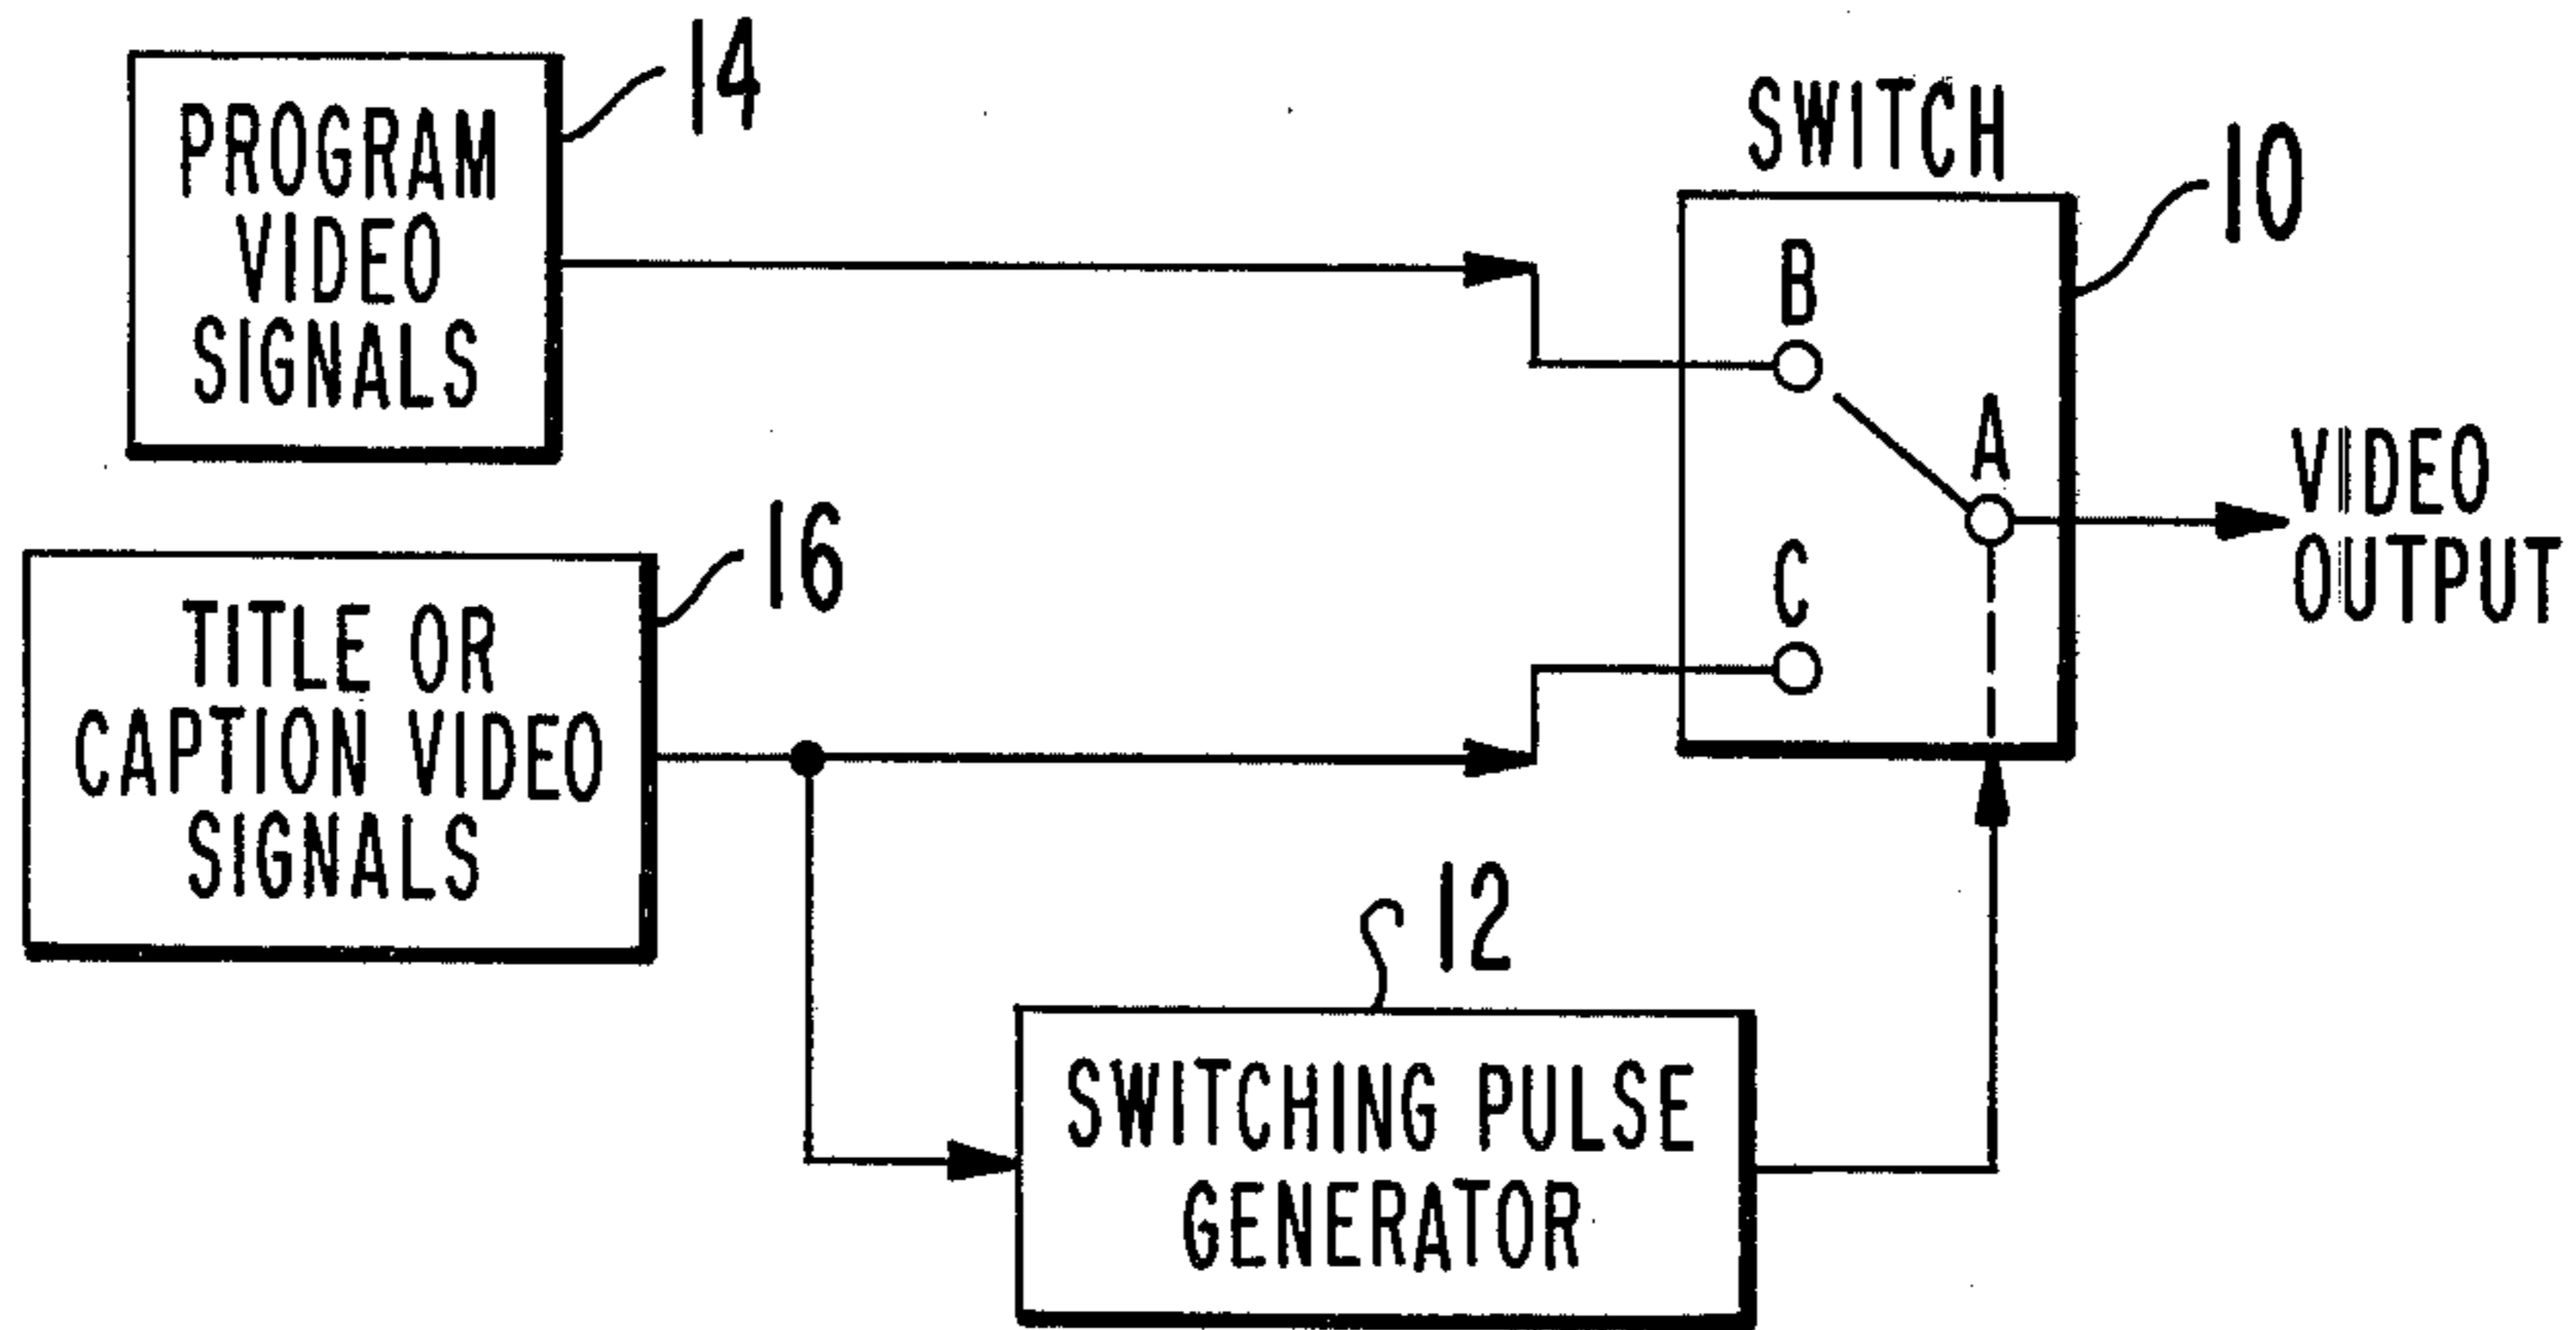 PROGRAM
VIDEO
SIGNALS
14
TITLE OR
CAPTION VIDEO
SIGNALS
16
SWITCH
10
B
A
C
VIDEO
OUTPUT
12
SWITCHING PULSE
GENERATOR